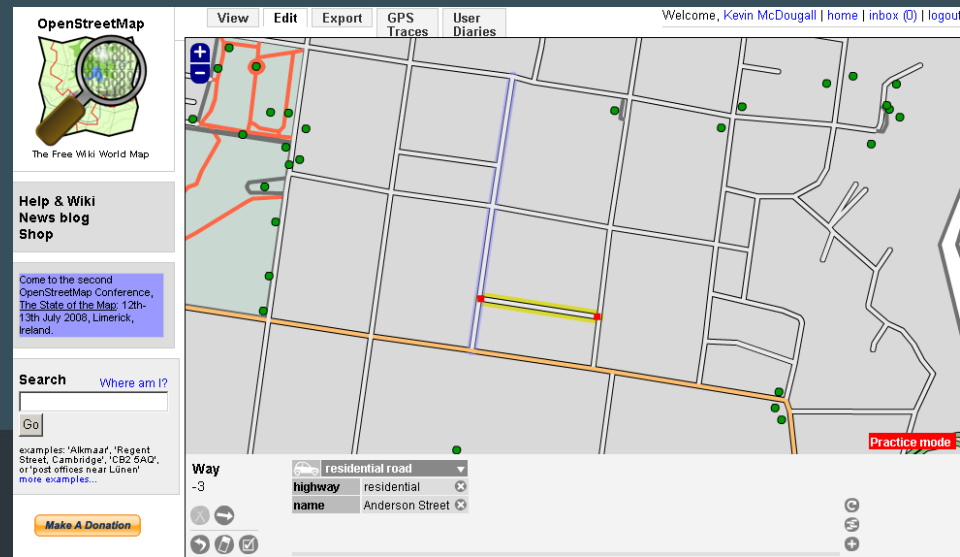 OpenStreetMap
The Free Wiki World Map
View
Edit
Export
GPS
Traces
User
Diaries
Welcome, Kevin McDougall | home | inbox (0) | logout
+
−
Help & Wiki
News blog
Shop
Come to the second
OpenStreetMap Conference,
The State of the Map: 12th-
13th July 2008, Limerick,
Ireland.
Search
Where am I?
Go
examples: 'Alkmaar', 'Regent
Street, Cambridge', 'CB2 5AQ',
or 'post offices near Lünen'
more examples...
Make A Donation
Practice mode
Way
-3
residential road
highway residential
name Anderson Street